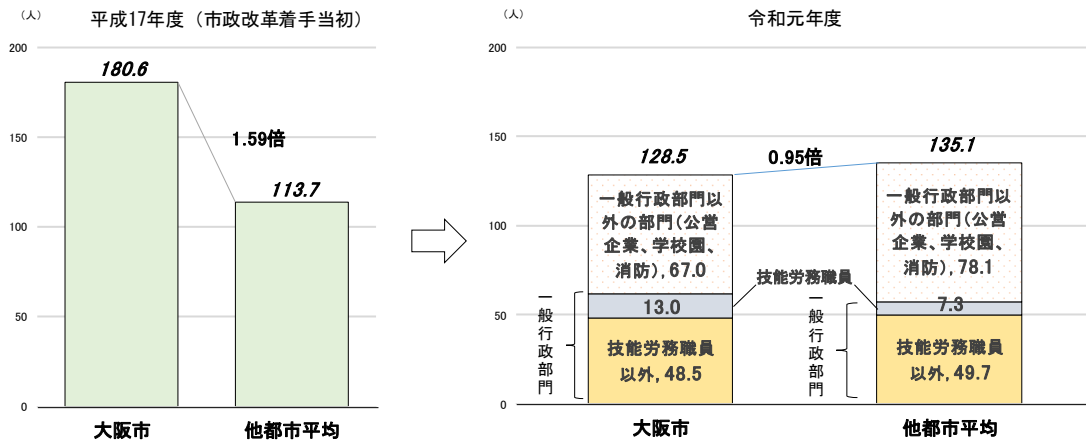 （人）
平成17年度（市政改革着手当初）
200
150
100
50
0
180.6
1.59倍
113.7
大阪市
他都市平均
（人）
令和元年度
200
150
100
50
0
128.5
0.95倍
135.1
一般行政部門以
外の部門（公営
企業、学校園、
消防）, 67.0
一般行政部門以
外の部門（公営
企業、学校園、
消防）, 78.1
技能労務職員
13.0
7.3
一般行政部門
一般行政部門
技能労務職員
以外, 48.5
技能労務職員
以外, 49.7
大阪市
他都市平均